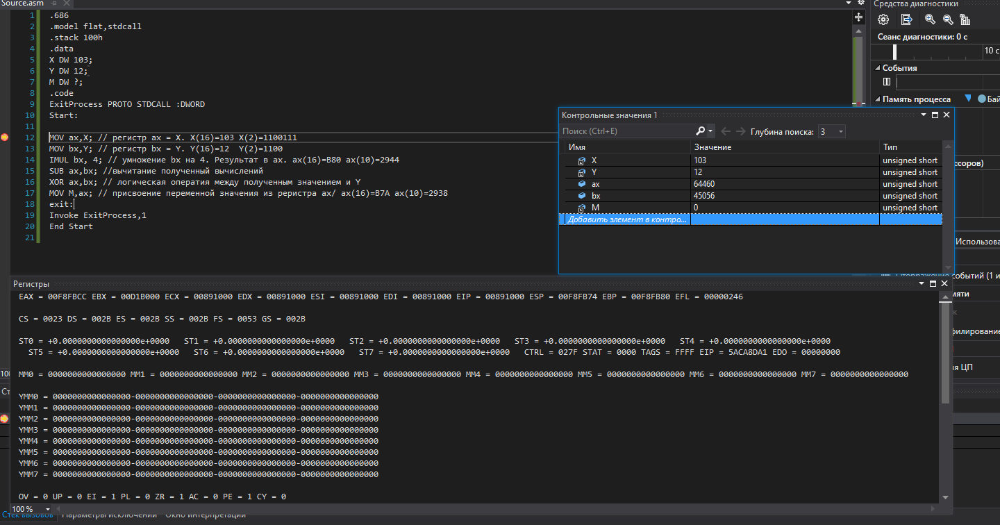 Source.asm
Средства диагностики
1 .686
2 .model flat,stdcall
3 .stack 100h
4 .data
5 X DW 103;
6 Y DW 12;
7 M DW ?;
8 .code
9 ExitProcess PROTO STDCALL :DWORD
10 Start:
11
12 MOV ax,X; // регистр ax = X. X(16)=103 X(2)=1100111
13 MOV bx,Y; // регистр bx = Y. Y(16)=12  Y(2)=1100
14 IMUL bx, 4; // умножение bx на 4. Результат в ax. ax(16)=B80 ax(10)=2944
15 SUB ax,bx; //вычитание полученный вычислений
16 XOR ax,bx; // логическая оператия между полученным значением и Y
17 MOV M,ax; // присвоение переменной значения из реристра ax/ ax(16)=B7A ax(10)=2938
18 exit:
19 Invoke ExitProcess,1
20 End Start
21
Сеанс диагностики: 0 с
10 с
События
Память процесса
Бай
Контрольные значения 1
Поиск (Ctrl+E) Глубина поиска: 3
Имя Значение Тип
X 103 unsigned short
Y 12 unsigned short
ax 64460 unsigned short
bx 45056 unsigned short
M 0 unsigned short
Добавить элемент в контро...
ссоров)
Использова
событий (1 и
мяти
к
филирование
я ЦП
Регистры
EAX = 00F8FBCC EBX = 00D1B000 ECX = 00891000 EDX = 00891000 ESI = 00891000 EDI = 00891000 EIP = 00891000 ESP = 00F8FB74 EBP = 00F8FB80 EFL = 00000246
CS = 0023 DS = 002B ES = 002B SS = 002B FS = 0053 GS = 002B
ST0 = +0.0000000000000000e+0000 ST1 = +0.0000000000000000e+0000 ST2 = +0.0000000000000000e+0000 ST3 = +0.0000000000000000e+0000 ST4 = +0.0000000000000000e+0000
ST5 = +0.0000000000000000e+0000 ST6 = +0.0000000000000000e+0000 ST7 = +0.0000000000000000e+0000 CTRL = 027F STAT = 0000 TAGS = FFFF EIP = 5ACA8DA1 EDO = 00000000
MM0 = 0000000000000000 MM1 = 0000000000000000 MM2 = 0000000000000000 MM3 = 0000000000000000 MM4 = 0000000000000000 MM5 = 0000000000000000 MM6 = 0000000000000000 MM7 = 0000000000000000
YMM0 = 0000000000000000-0000000000000000-0000000000000000-0000000000000000
YMM1 = 0000000000000000-0000000000000000-0000000000000000-0000000000000000
YMM2 = 0000000000000000-0000000000000000-0000000000000000-0000000000000000
YMM3 = 0000000000000000-0000000000000000-0000000000000000-0000000000000000
YMM4 = 0000000000000000-0000000000000000-0000000000000000-0000000000000000
YMM5 = 0000000000000000-0000000000000000-0000000000000000-0000000000000000
YMM6 = 0000000000000000-0000000000000000-0000000000000000-0000000000000000
YMM7 = 0000000000000000-0000000000000000-0000000000000000-0000000000000000
OV = 0 UP = 0 EI = 1 PL = 0 ZR = 1 AC = 0 PE = 1 CY = 0
100
Ст
100 %
Стек вызовов Параметры исключений Окно интерпретации